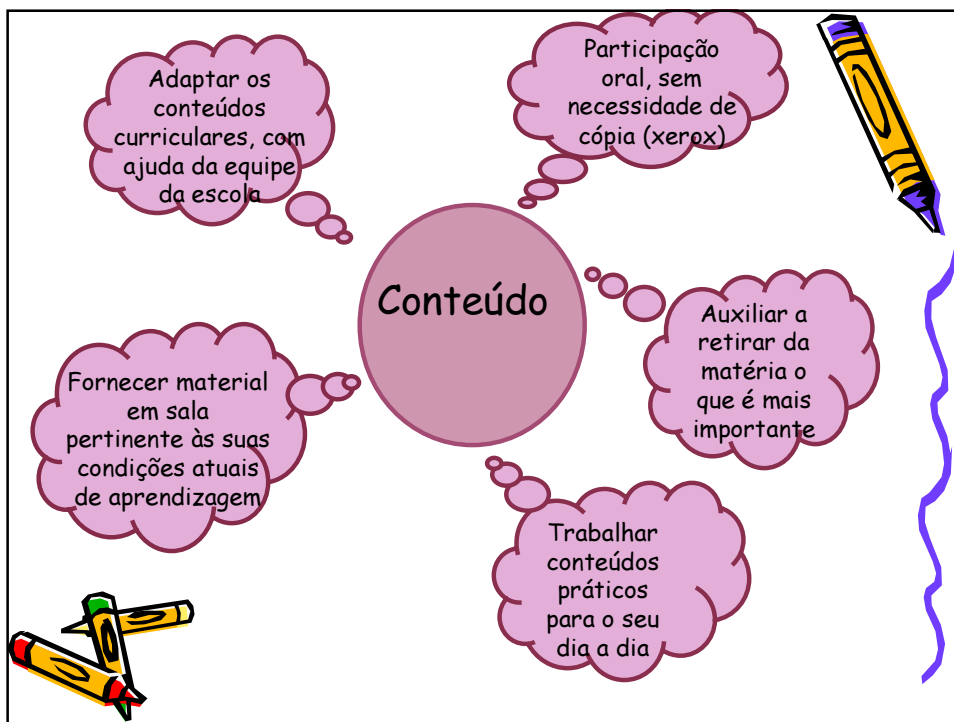 Adaptar os
conteúdos
curriculares, com
ajuda da equipe
da escola
Participação
oral, sem
necessidade de
cópia (xerox)
Conteúdo
Auxiliar a
retirar da
matéria o
que é mais
importante
Fornecer material
em sala
pertinente às suas
condições atuais
de aprendizagem
Trabalhar
conteúdos
práticos
para o seu
dia a dia